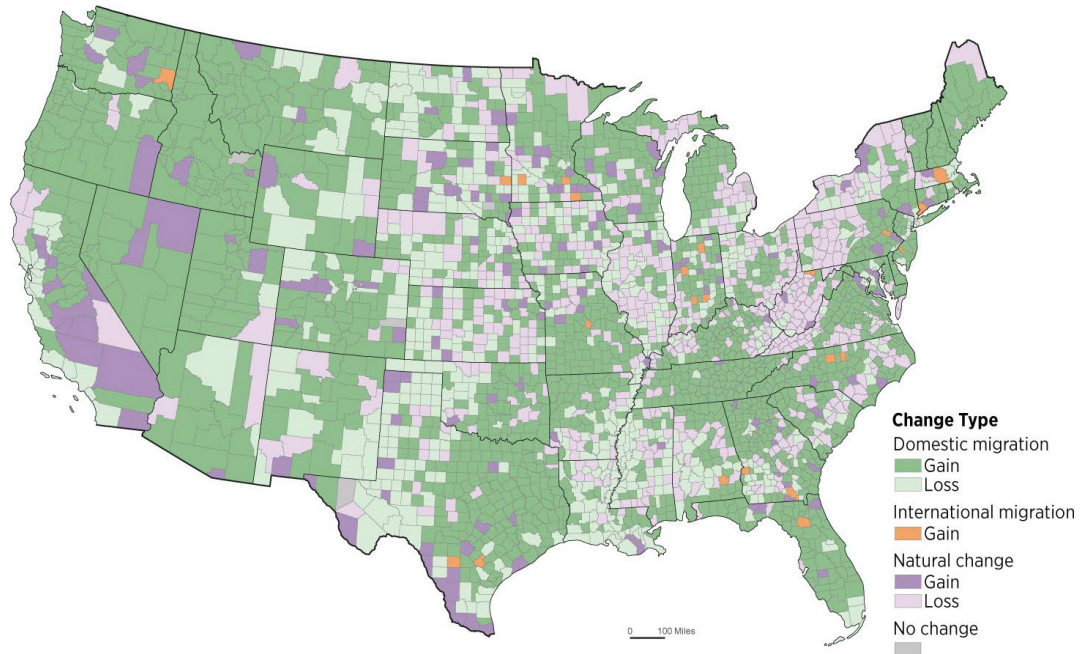 Change Type
Domestic migration
Gain
Loss
International migration
Gain
Natural change
Gain
Loss
No change
0 100 Miles